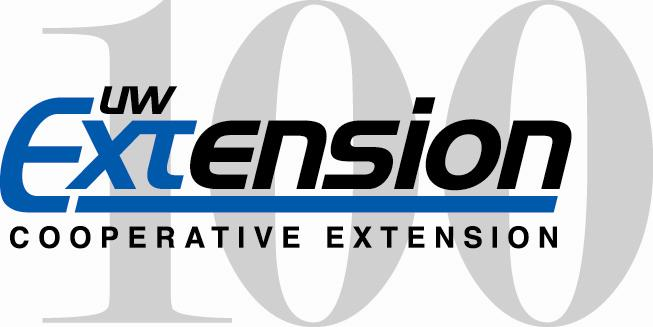 100
UW
Extension
COOPERATIVE EXTENSION